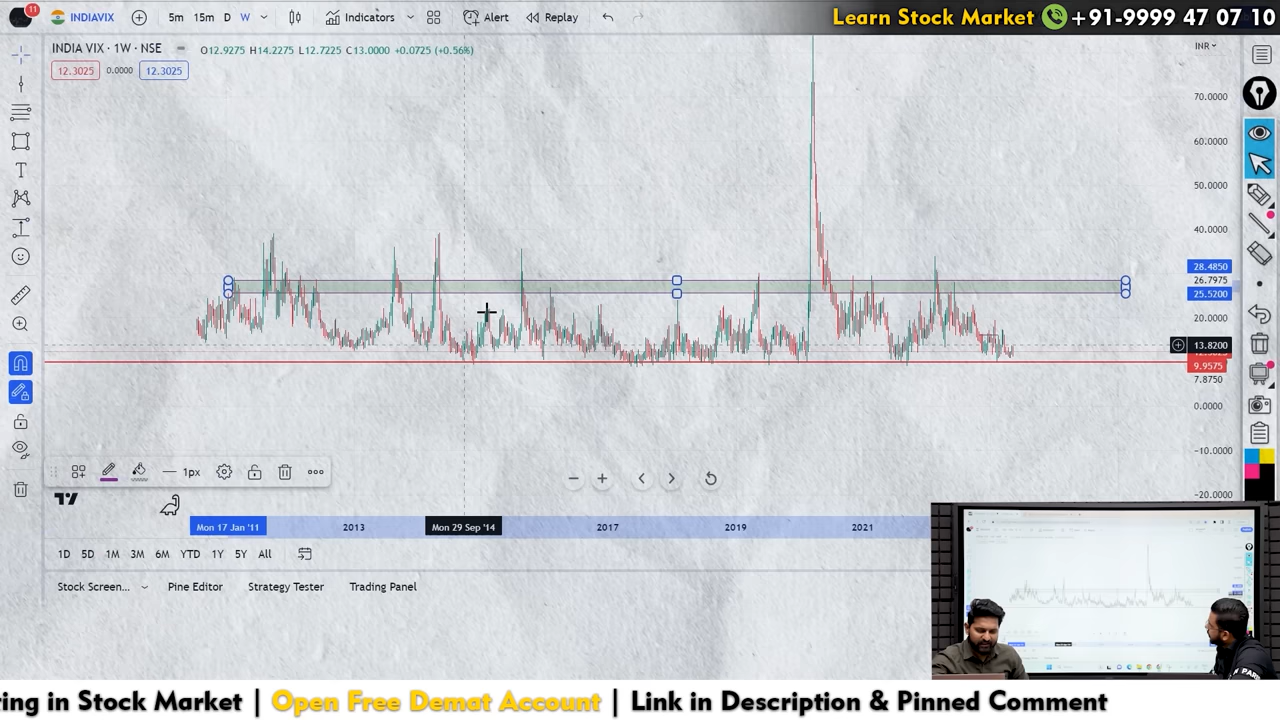 11
INDIAVIX
5m 15m D W
Indicators
Alert
Replay
Learn Stock Market +91-9999 47 07 10
INDIA VIX · 1W · NSE
O12.9275 H14.2275 L12.7225 C13.0000 +0.0725 (+0.56%)
INR
12.3025 0.0000 12.3025
70.0000
60.0000
50.0000
40.0000
28.4850
26.7975
25.5200
20.0000
13.8200
9.9575
7.8750
0.0000
-10.0000
-20.0000
1px
Mon 17 Jan '11
2013
Mon 29 Sep '14
2017
2019
2021
1D 5D 1M 3M 6M YTD 1Y 5Y All
Stock Screen... Pine Editor Strategy Tester Trading Panel
ting in Stock Market | Open Free Demat Account | Link in Description & Pinned Comment